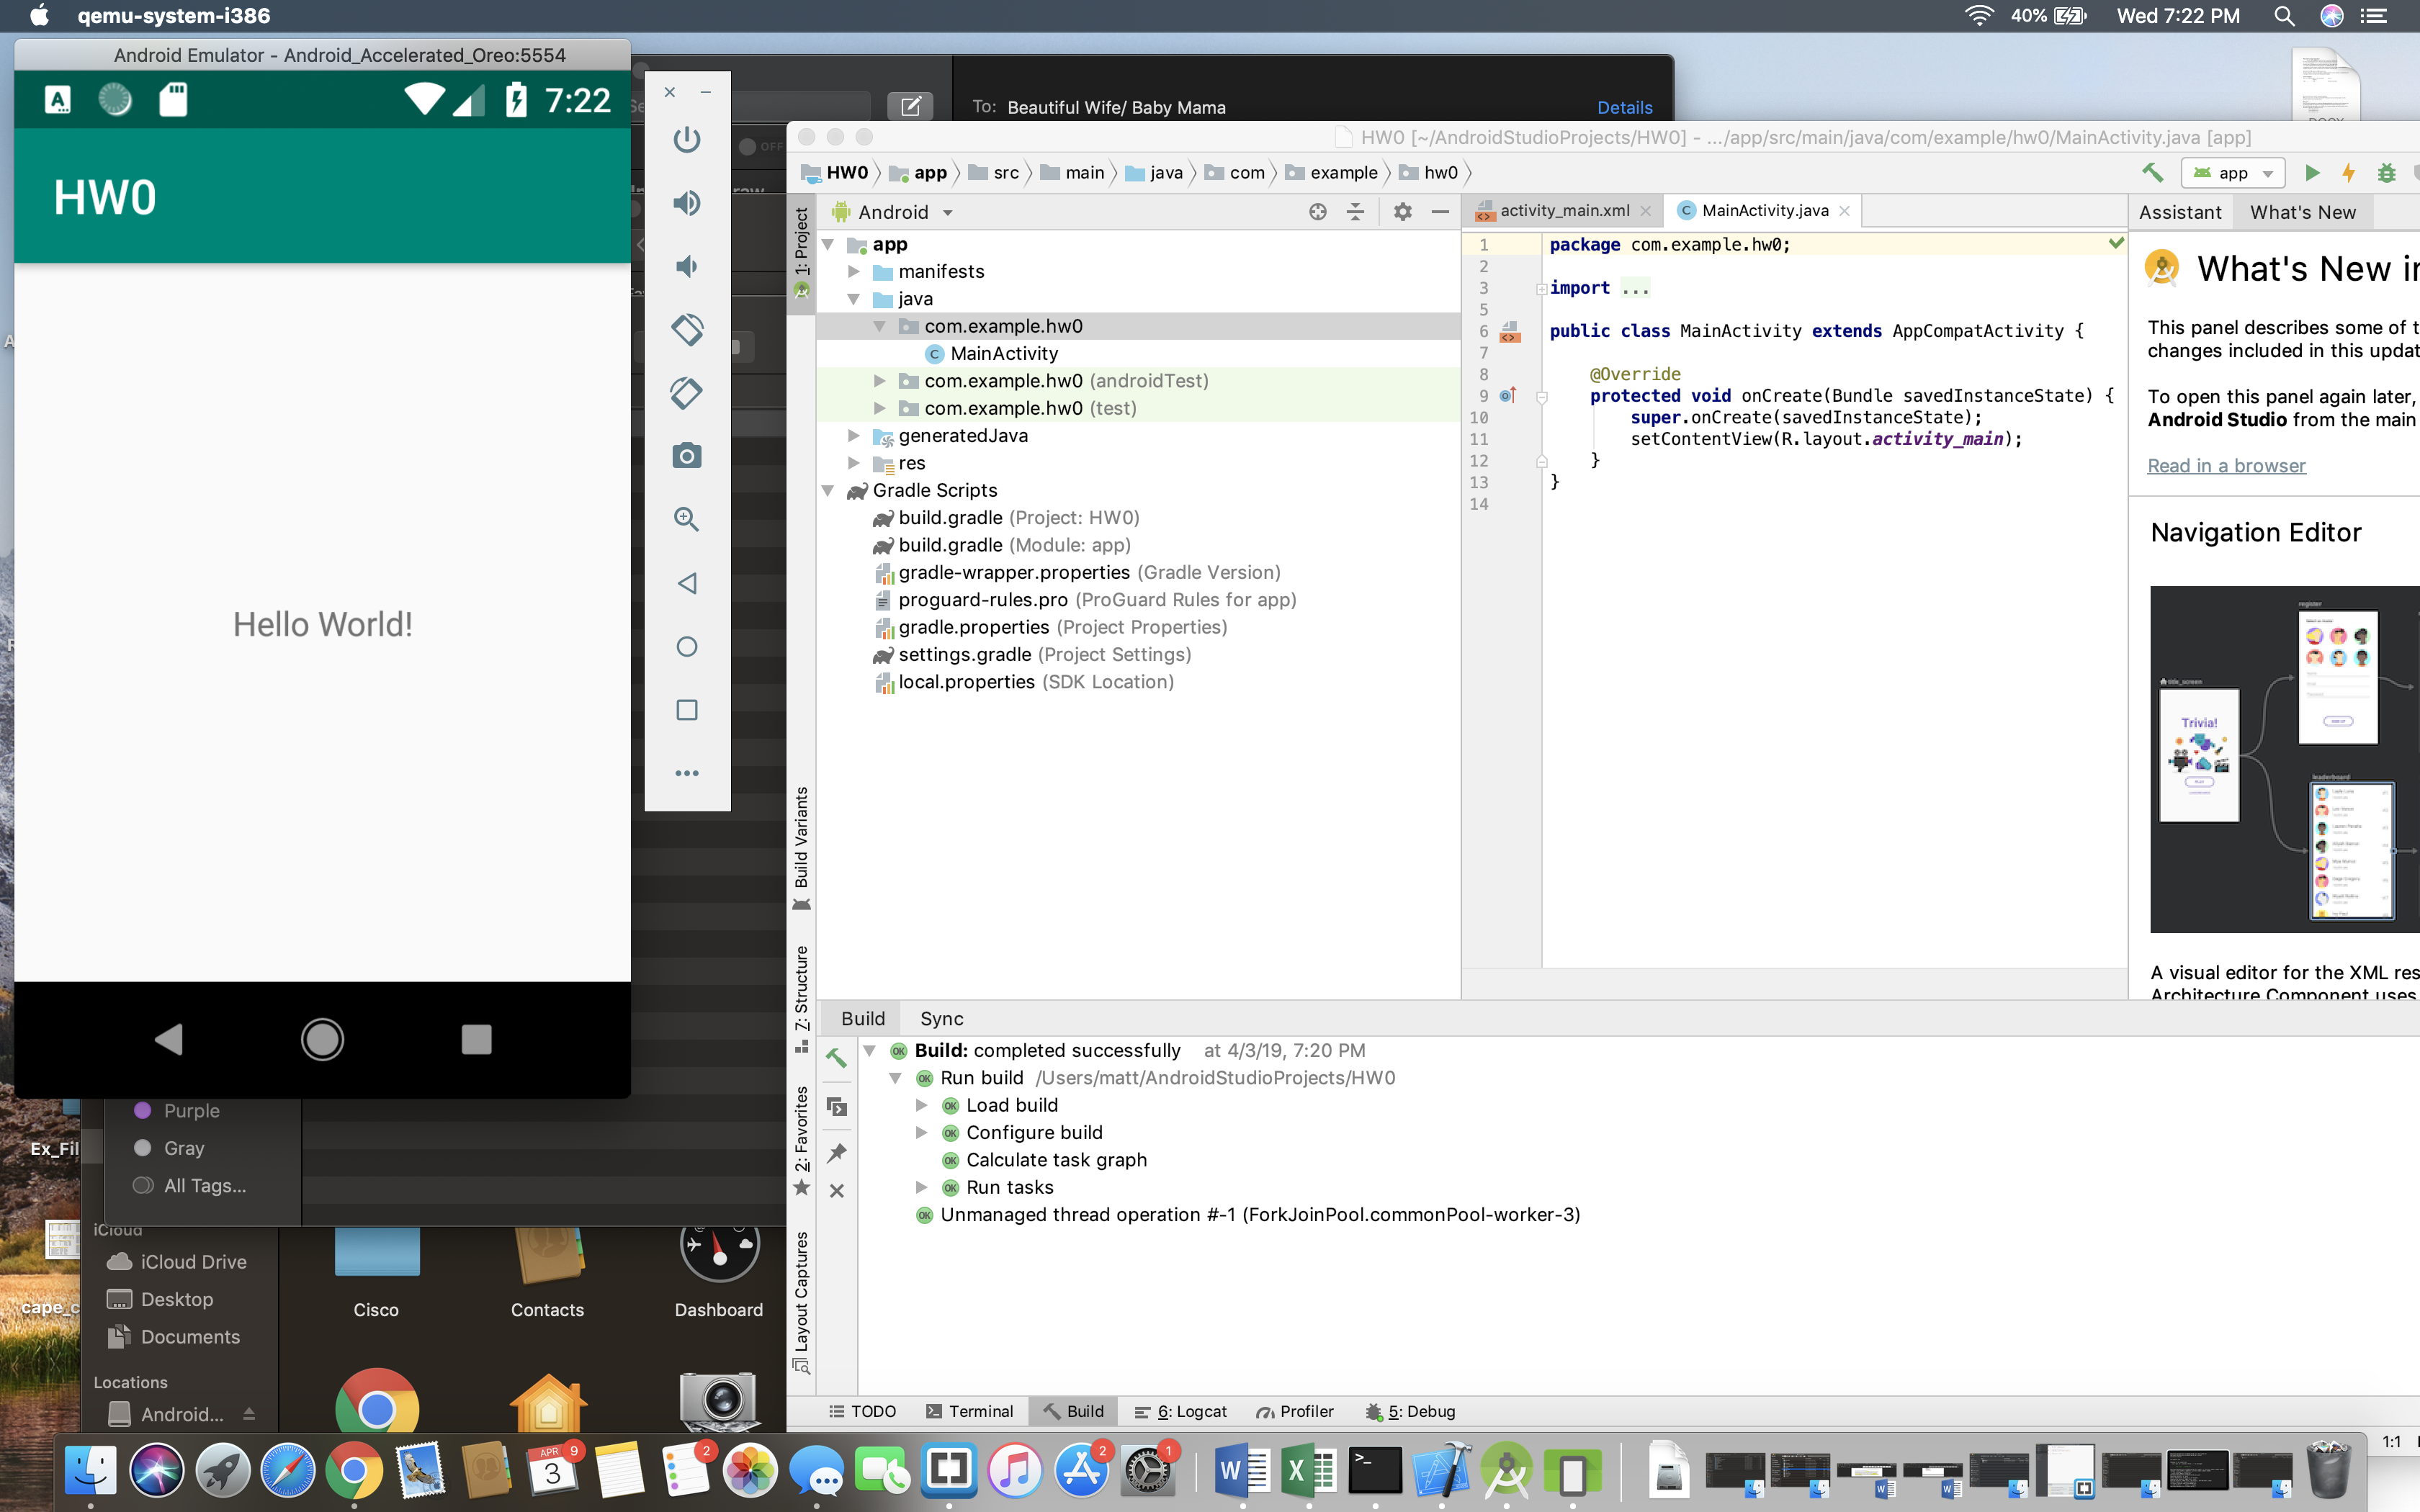 qemu-system-i386
40%
Wed 7:22 PM
Android Emulator - Android_Accelerated_Oreo:5554
A
7:22
HW0
Hello World!
To: Beautiful Wife/ Baby Mama
Details
OFF
HW0 [~/AndroidStudioProjects/HW0] - .../app/src/main/java/com/example/hw0/MainActivity.java [app]
HW0
app
src
main
java
com
example
hw0
app
1: Project
Android
activity_main.xml
MainActivity.java
Assistant
What's New
app
manifests
java
com.example.hw0
MainActivity
com.example.hw0 (androidTest)
com.example.hw0 (test)
generatedJava
res
Gradle Scripts
build.gradle (Project: HW0)
build.gradle (Module: app)
gradle-wrapper.properties (Gradle Version)
proguard-rules.pro (ProGuard Rules for app)
gradle.properties (Project Properties)
settings.gradle (Project Settings)
local.properties (SDK Location)
1 package com.example.hw0;
2
3 import ...
5
6 public class MainActivity extends AppCompatActivity {
7
8 @Override
9 protected void onCreate(Bundle savedInstanceState) {
10 super.onCreate(savedInstanceState);
11 setContentView(R.layout.activity_main);
12 }
13 }
14
What's New in
This panel describes some of t
changes included in this updat
To open this panel again later,
Android Studio from the main
Read in a browser
Navigation Editor
register
title_screen
Trivia!
leaderboard
A visual editor for the XML res
Architecture Component uses
Build Variants
7: Structure
2: Favorites
Layout Captures
Build
Sync
Build: completed successfully at 4/3/19, 7:20 PM
Run build /Users/matt/AndroidStudioProjects/HW0
Load build
Configure build
Calculate task graph
Run tasks
Unmanaged thread operation #-1 (ForkJoinPool.commonPool-worker-3)
Purple
Gray
All Tags...
Ex_Fil
iCloud
iCloud Drive
Desktop
Documents
cape_c
Locations
Android...
Cisco
Contacts
Dashboard
TODO
Terminal
Build
6: Logcat
Profiler
5: Debug
1:1
APR
3
9
2
2
1
W
X